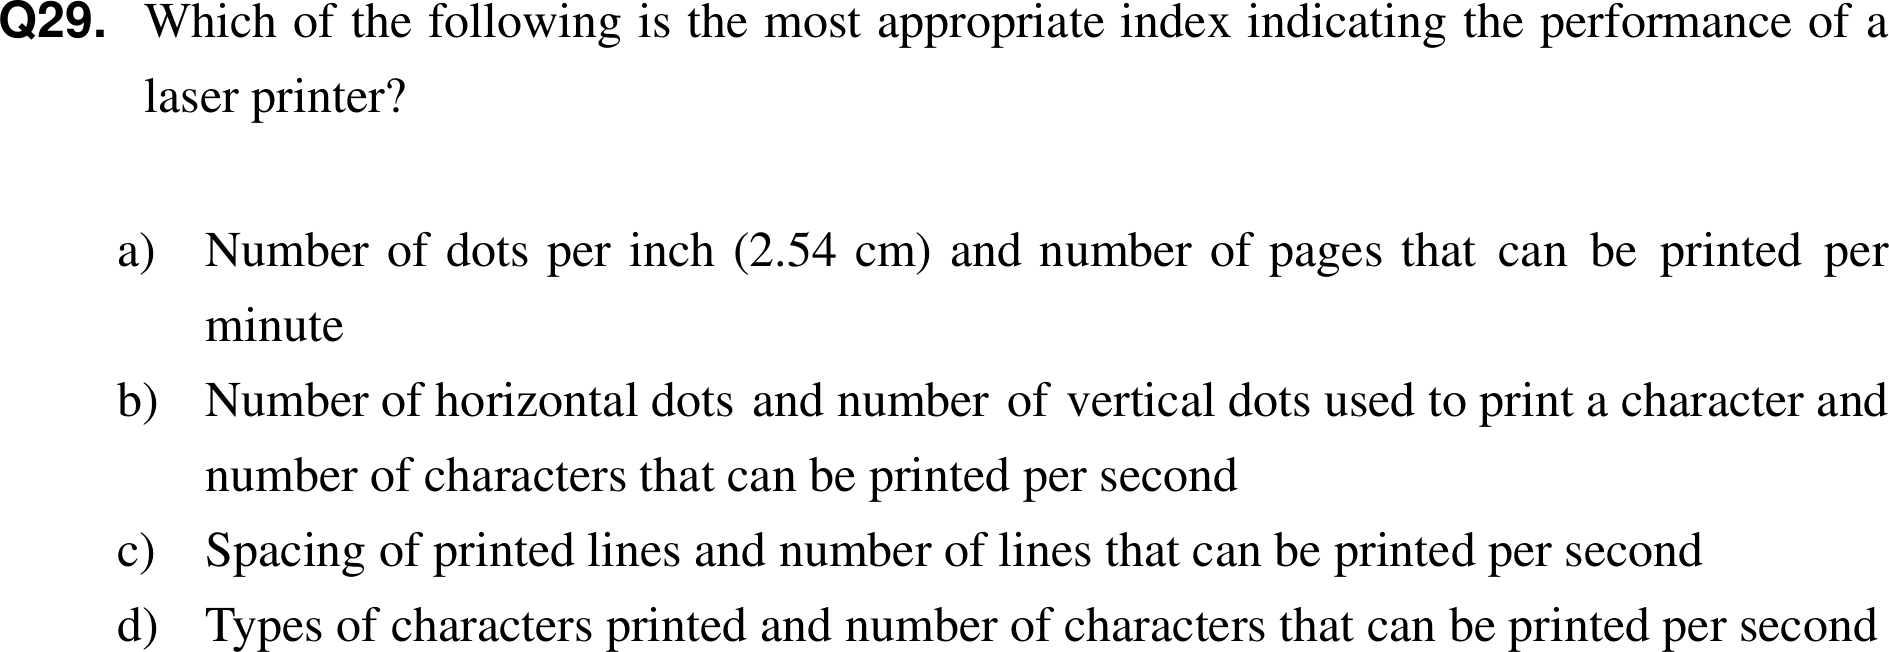 Q29. Which of the following is the most appropriate index indicating the performance of a
laser printer?
a) Number of dots per inch (2.54 cm) and number of pages that can be printed per
minute
b) Number of horizontal dots and number of vertical dots used to print a character and
number of characters that can be printed per second
c) Spacing of printed lines and number of lines that can be printed per second
d) Types of characters printed and number of characters that can be printed per second